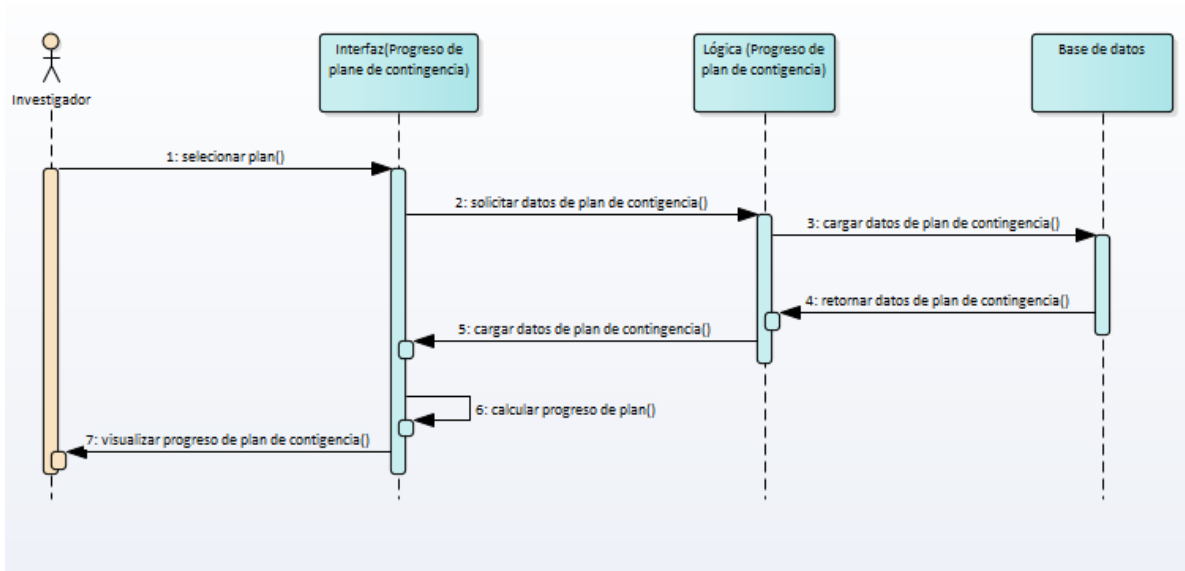 Interfaz(Progreso de
plane de contingencia)
Lógica (Progreso de
plan de contigencia)
Base de datos
Investigador
1: selecionar plan()
2: solicitar datos de plan de contigencia()
3: cargar datos de plan de contingencia()
4: retornar datos de plan de contingencia()
5: cargar datos de plan de contingencia()
6: calcular progreso de plan()
7: visualizar progreso de plan de contigencia()